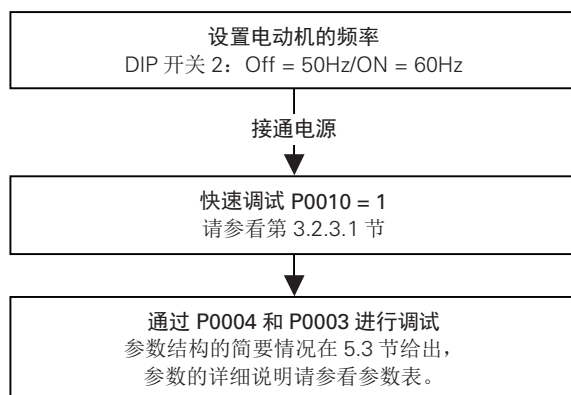 设置电动机的频率
DIP 开关 2：Off = 50Hz/ON = 60Hz
接通电源
快速调试 P0010 = 1
请参看第 3.2.3.1 节
通过 P0004 和 P0003 进行调试
参数结构的简要情况在 5.3 节给出，
参数的详细说明请参看参数表。